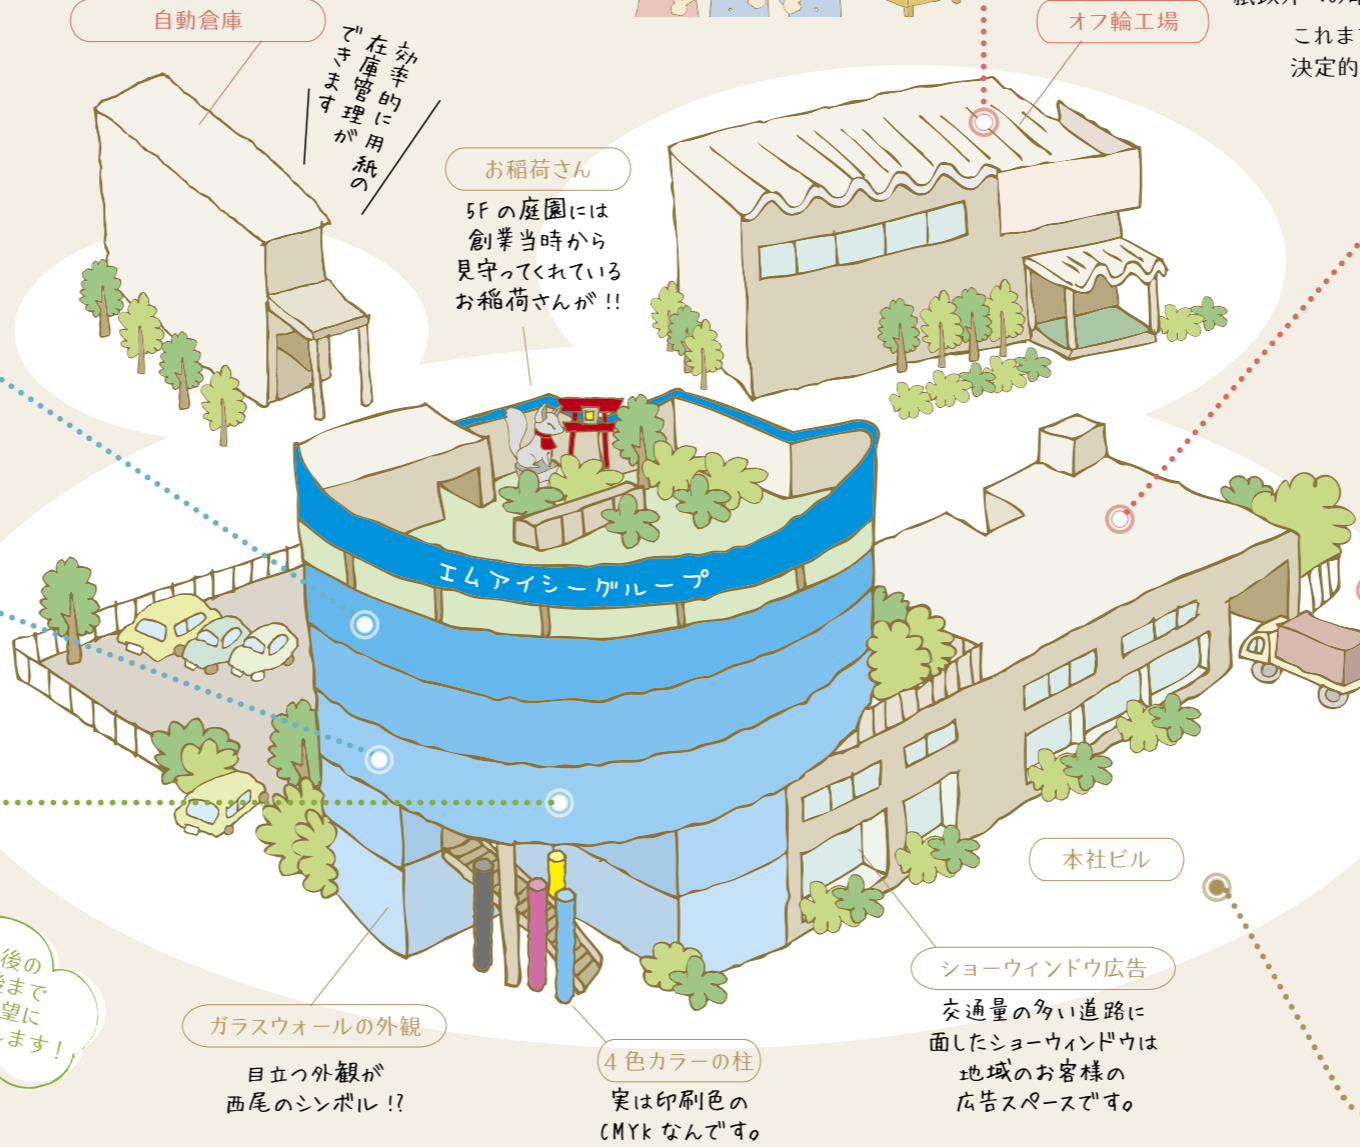 自動倉庫
効率的に用紙の
在庫管理が
できます
オフ輪工場
これま
決定的
お稲荷さん
5Fの庭園には
創業当時から
見守ってくれている
お稲荷さんが!!
エムアイシーグループ
本社ビル
後の
まで
望に
します!
ガラスウォールの外観
目立つ外観が
西尾のシンボル!?
4色カラーの柱
実は印刷色の
CMYKなんです。
ショーウィンドウ広告
交通量の多い道路に
面したショーウィンドウは
地域のお客様の
広告スペースです。